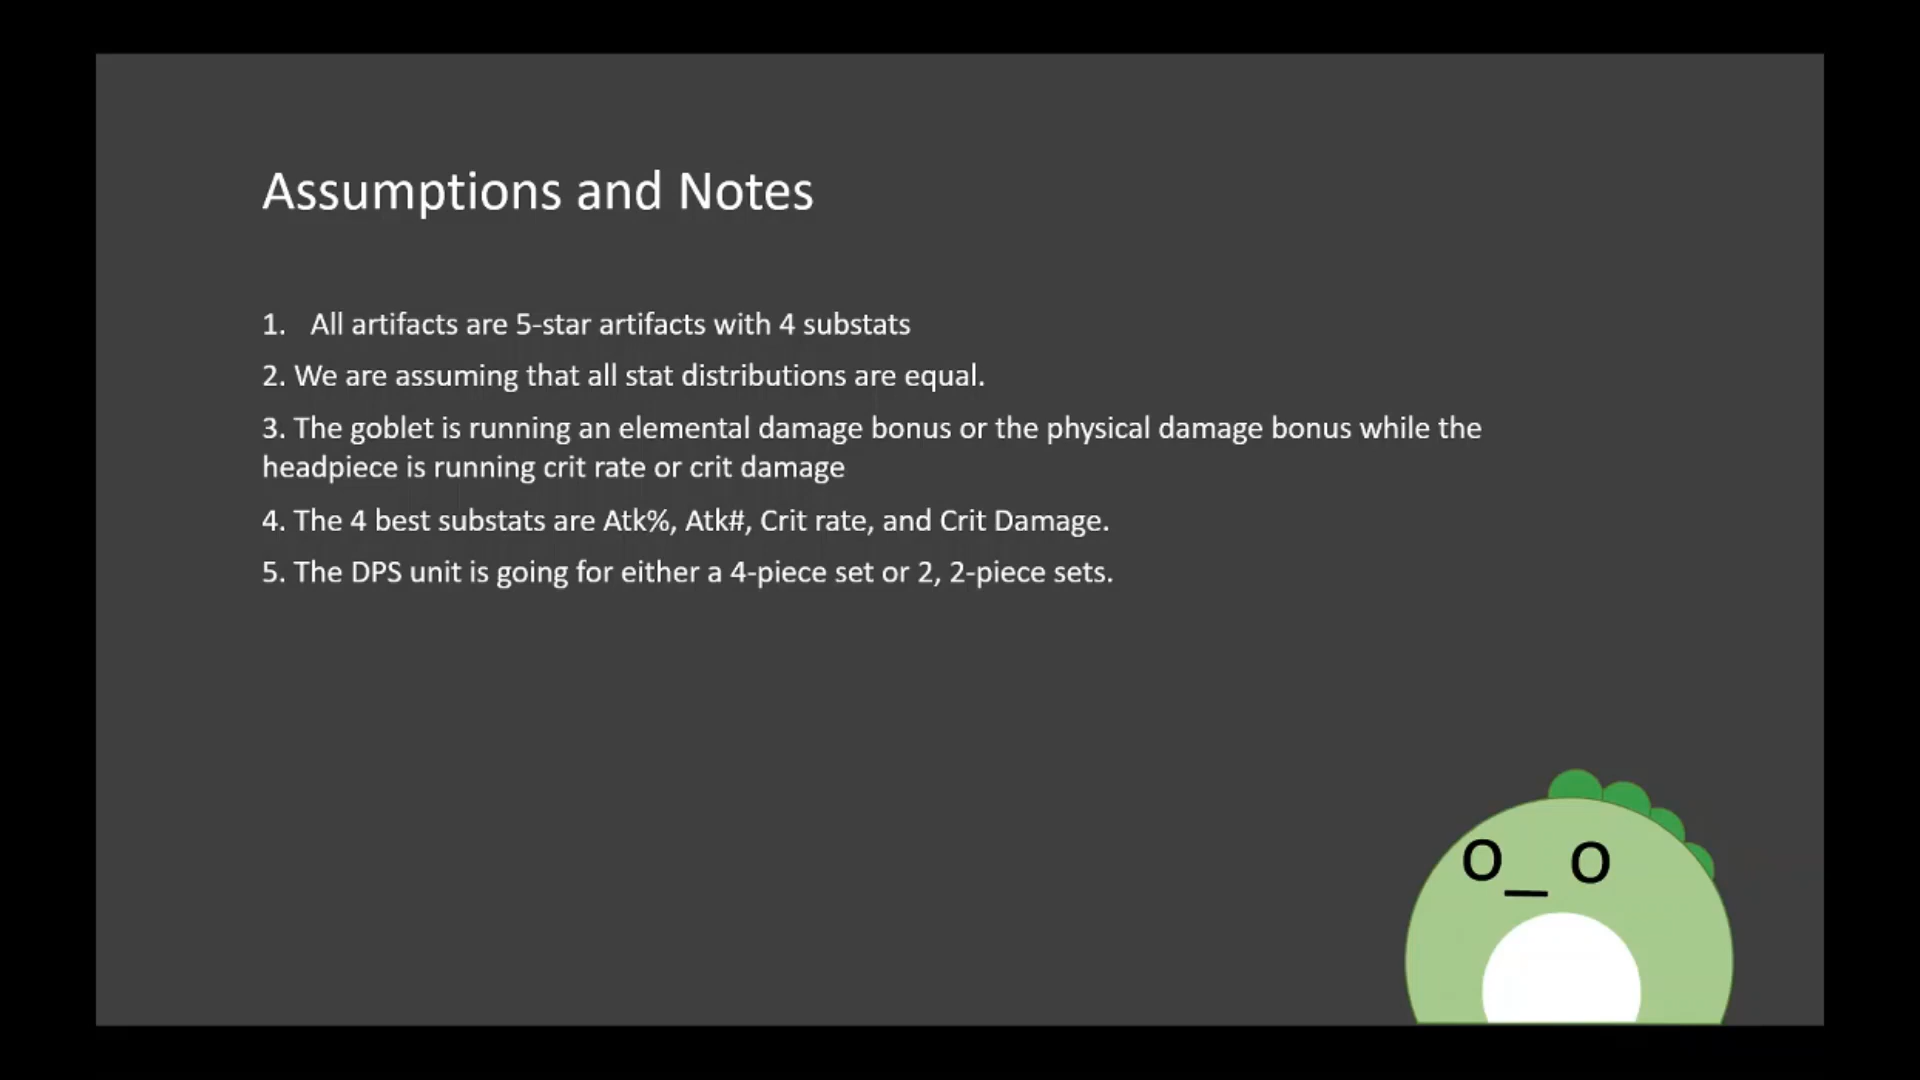 Assumptions and Notes
1. All artifacts are 5-star artifacts with 4 substats
2. We are assuming that all stat distributions are equal.
3. The goblet is running an elemental damage bonus or the physical damage bonus while the
headpiece is running crit rate or crit damage
4. The 4 best substats are Atk%, Atk#, Crit rate, and Crit Damage.
5. The DPS unit is going for either a 4-piece set or 2, 2-piece sets.
O_ O